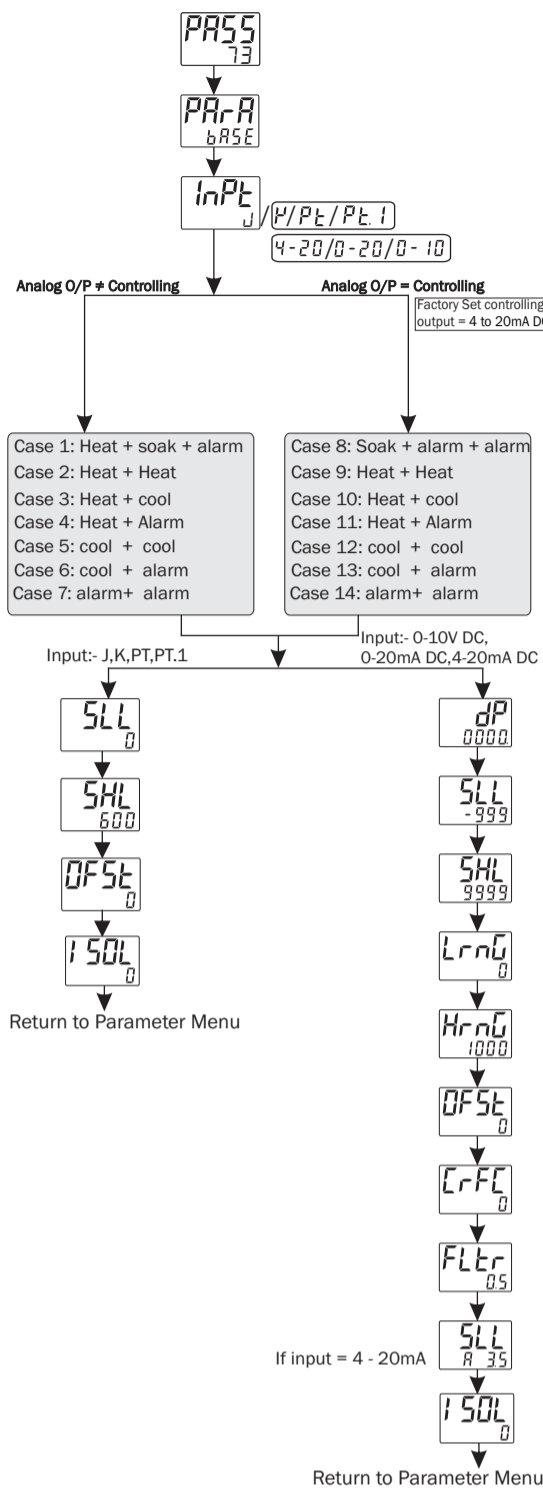 PASS
73
PArA
bASE
InPt
J / K/Pt/Pt.1
4-20/0-20/0-10
Analog O/P ≠ Controlling
Analog O/P = Controlling
Factory Set controlling
output = 4 to 20mA DC
Case 1: Heat + soak + alarm
Case 2: Heat + Heat
Case 3: Heat + cool
Case 4: Heat + Alarm
Case 5: cool + cool
Case 6: cool + alarm
Case 7: alarm+ alarm
Case 8: Soak + alarm + alarm
Case 9: Heat + Heat
Case 10: Heat + cool
Case 11: Heat + Alarm
Case 12: cool + cool
Case 13: cool + alarm
Case 14: alarm+ alarm
Input:- J,K,PT,PT.1
SLL
0
SHL
600
OFSt
0
ISOL
0
Return to Parameter Menu
Input:- 0-10V DC,
0-20mA DC,4-20mA DC
dP
0000.
SLL
-999
SHL
9999
LrnG
0
HrnG
1000
OFSt
0
CrFC
0
FLtr
0.5
If input = 4 - 20mA
SLL
A 3.5
ISOL
0
Return to Parameter Menu